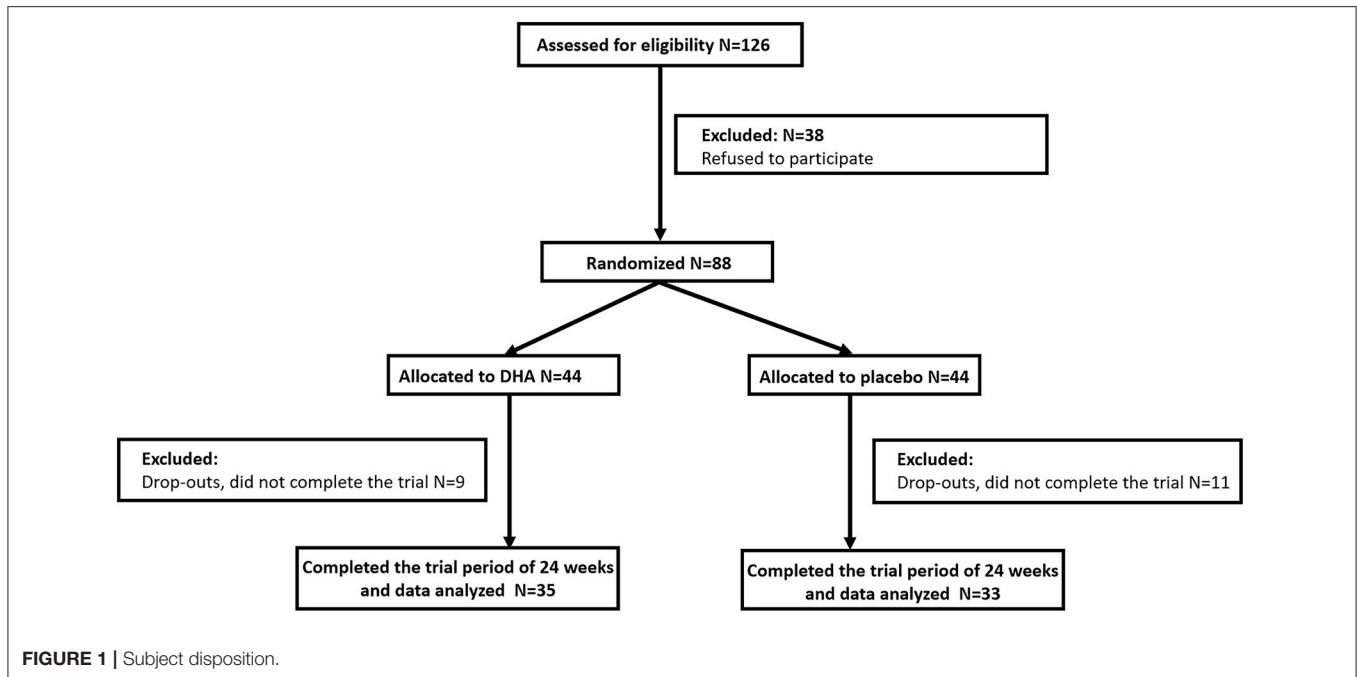 Assessed for eligibility N=126
Excluded: N=38
Refused to participate
Randomized N=88
Allocated to DHA N=44
Allocated to placebo N=44
Excluded:
Drop-outs, did not complete the trial N=9
Excluded:
Drop-outs, did not complete the trial N=11
Completed the trial period of 24 weeks
and data analyzed N=35
Completed the trial period of 24 weeks
and data analyzed N=33
FIGURE 1 | Subject disposition.